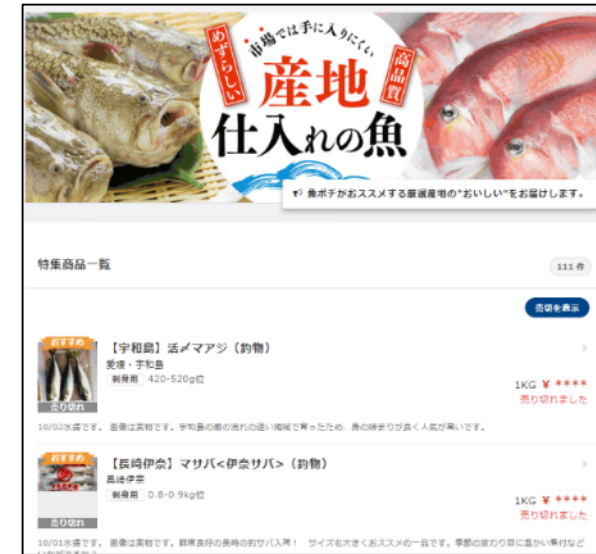 めずらしい
市場では手に入りにくい
高品質
産地
仕入れの魚
魚ポチがおススメする厳選産地の"おいしい"をお届けします。
特集商品一覧
111 件
売切を表示
おすすめ
【宇和島】活〆マアジ（釣物）
愛媛・宇和島
刺身用 420-520g位
1KG ¥ ****
売り切れ
売り切れました
10/02水揚です。 画像は実物です。宇和島の潮の流れの速い海域で育ったため、身の締まりが良く人気が高いです。
おすすめ
【長崎伊奈】マサバ<伊奈サバ>（釣物）
長崎伊奈
刺身用 0.8-0.9kg位
1KG ¥ ****
売り切れ
売り切れました
10/01水揚です。 画像は実物です。鮮度良好の長崎の釣サバ入荷！ サイズも大きくおススメの一品です。季節の変わり目に温かい煮付など